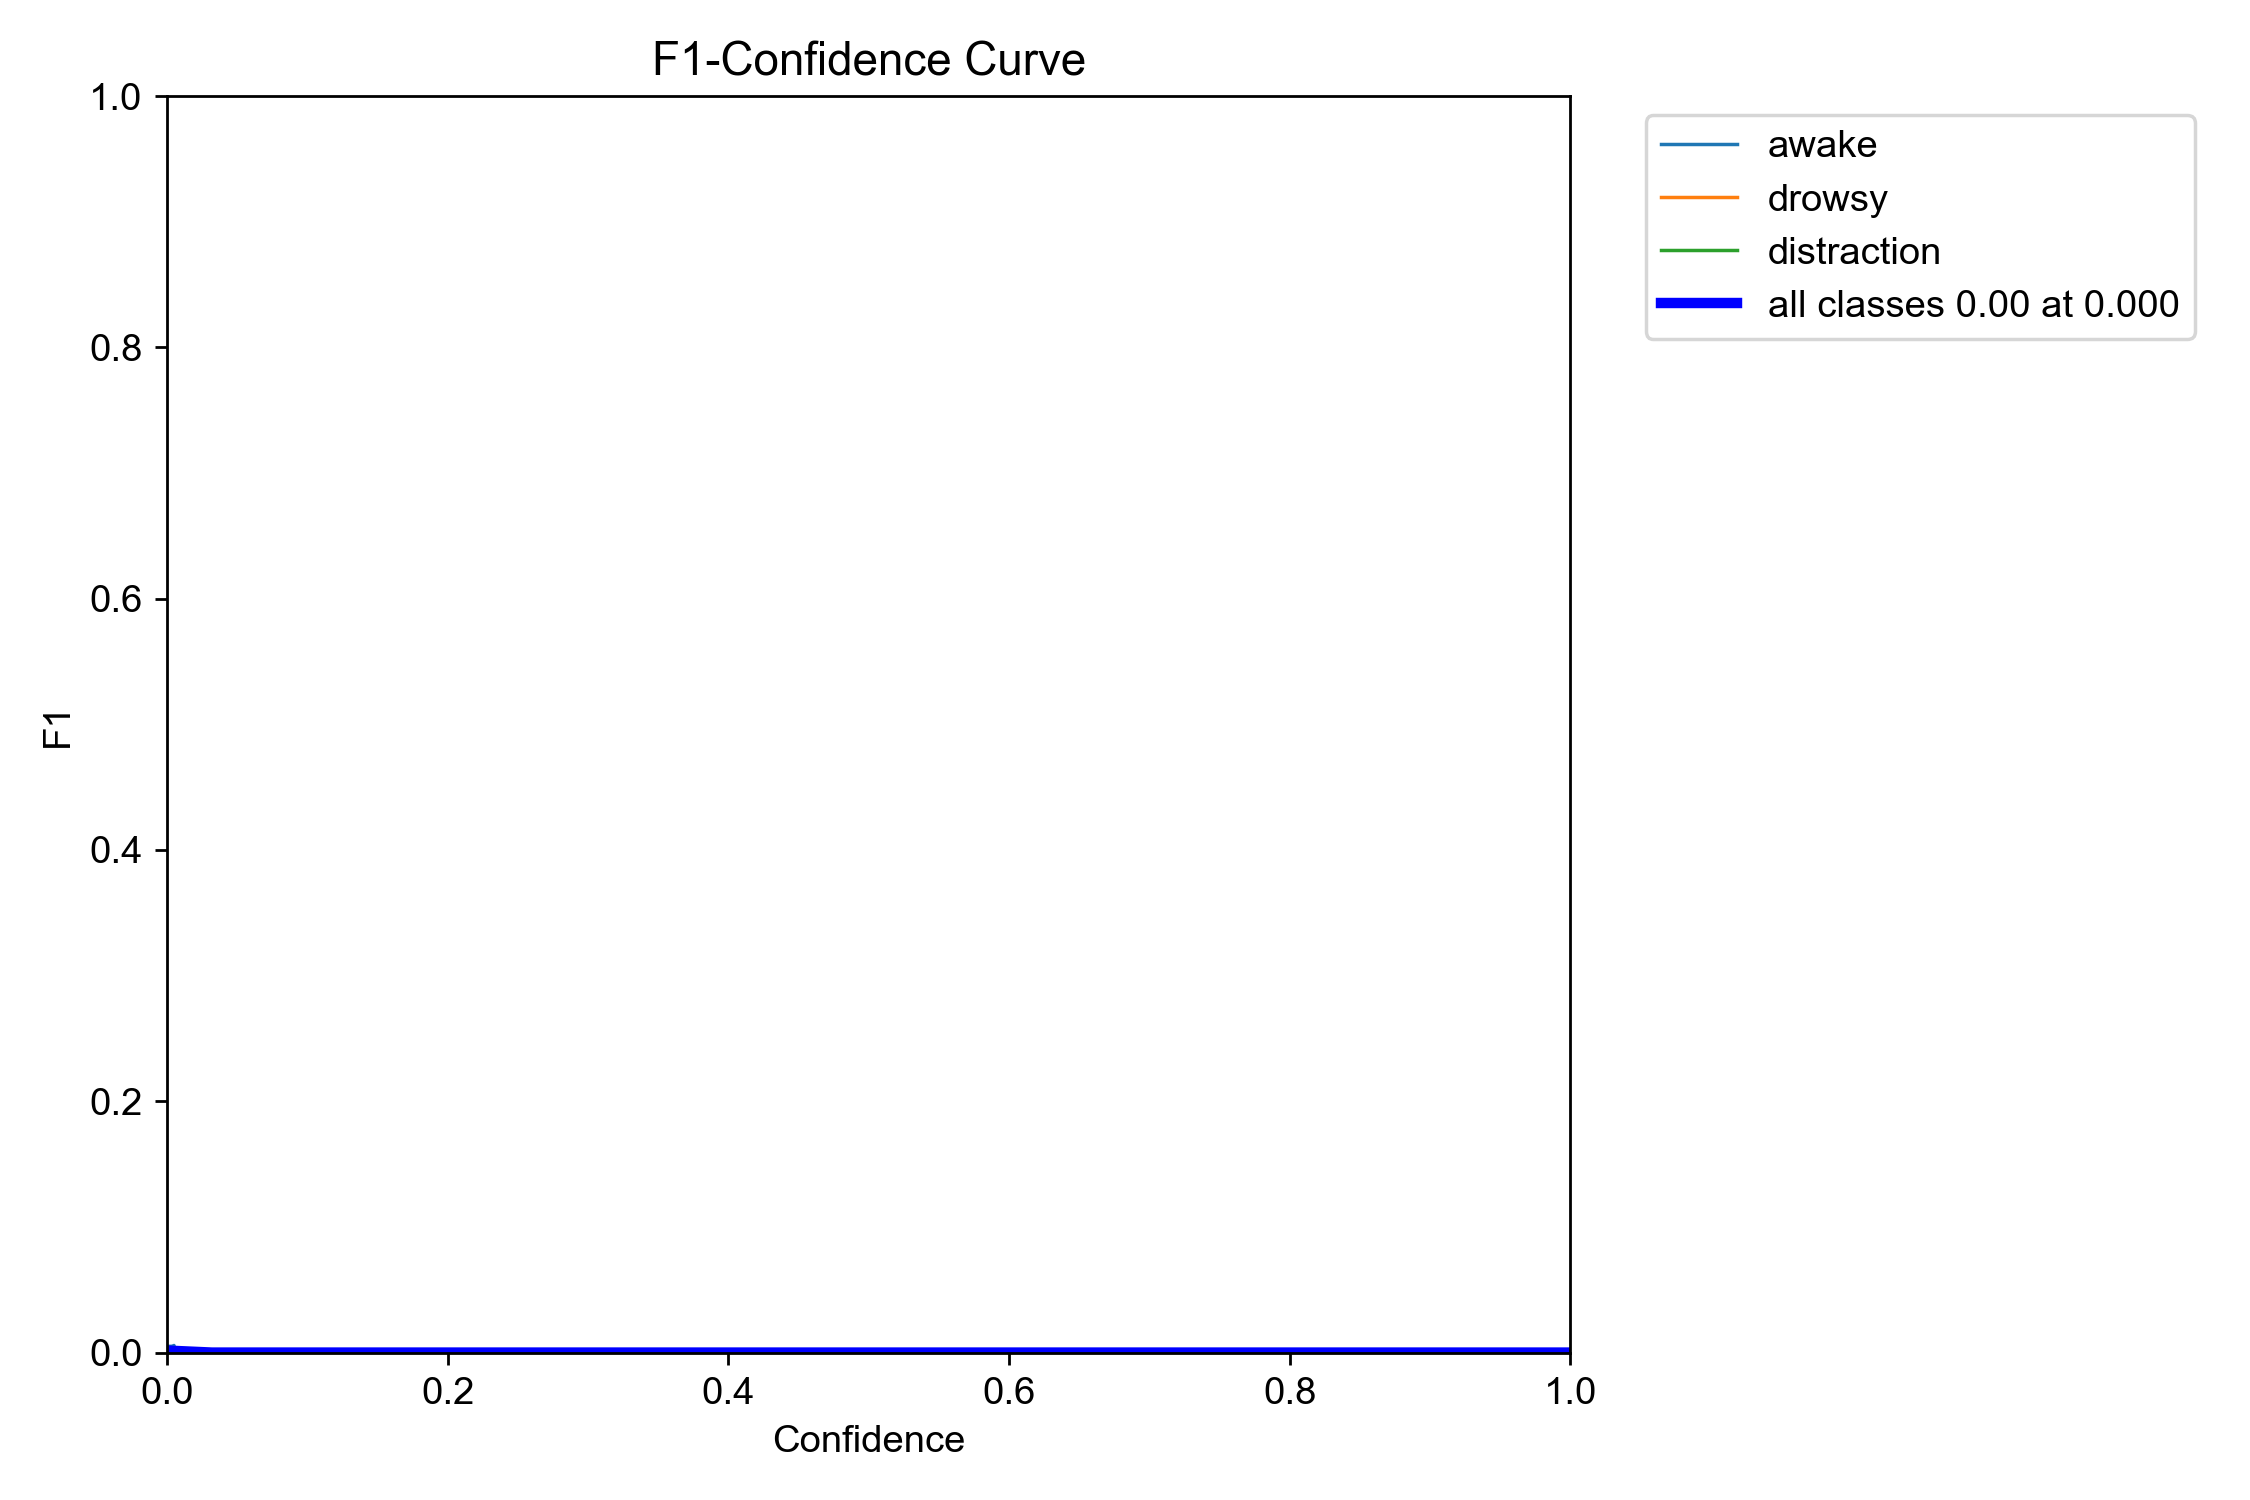 F1-Confidence Curve
1.0
0.8
0.6
0.4
0.2
0.0
F1
0.0 0.2 0.4 0.6 0.8 1.0
Confidence
awake
drowsy
distraction
all classes 0.00 at 0.000